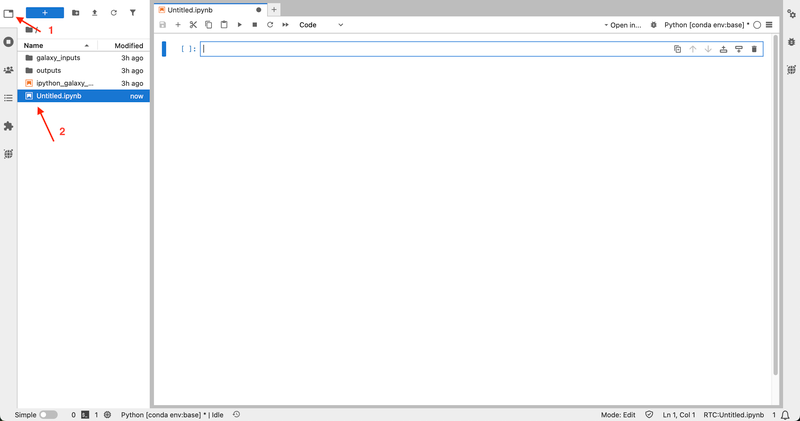 1
Untitled.ipynb
Code
Open in...
Python [conda env:base] *
Name
Modified
[ ]:
galaxy_inputs
3h ago
outputs
3h ago
ipython_galaxy_...
3h ago
Untitled.ipynb
now
2
Simple
0
1
Python [conda env:base] * | Idle
Mode: Edit
Ln 1, Col 1
RTC:Untitled.ipynb
1